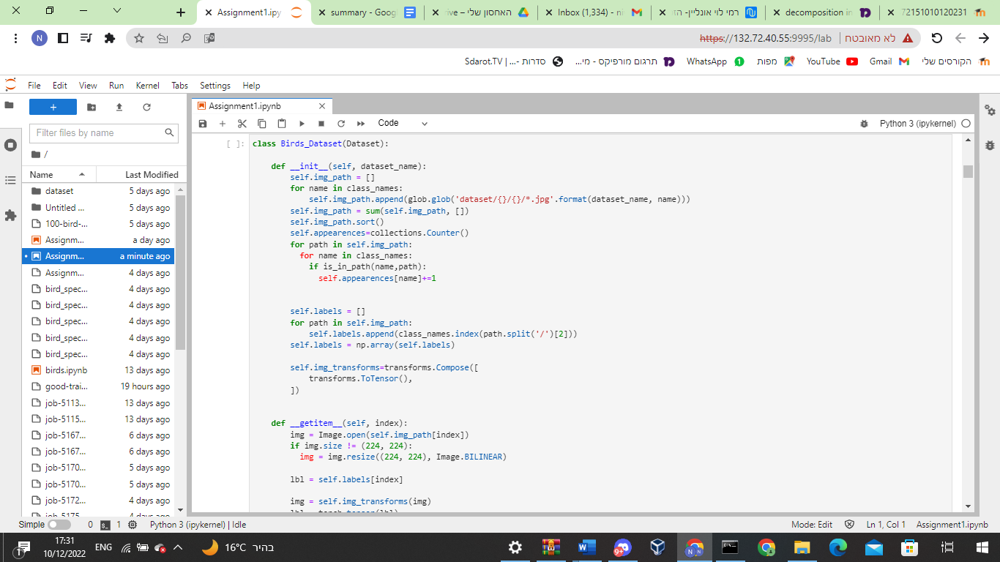 Assignment1.ipy
summary - Goog
האחסון שלי – ive
Inbox (1,334) - ni
רמי לוי אונליין- הז
decomposition in
72151010120231
N
https://132.72.40.55:9995/lab
לא מאובטח
Sdarot.TV | ...- סדרות
תרגום מורפיקס - מי...
WhatsApp
1
מפות
YouTube
Gmail
הקורסים שלי
File Edit View Run Kernel Tabs Settings Help
Assignment1.ipynb
Code
Python 3 (ipykernel)
Filter files by name
/
Name Last Modified
dataset 5 days ago
Untitled ... 5 days ago
100-bird-... 5 days ago
Assignm... a day ago
Assignm... a minute ago
Assignm... 4 days ago
bird_spec... 4 days ago
bird_spec... 4 days ago
bird_spec... 4 days ago
bird_spec... 4 days ago
bird_spec... 4 days ago
birds.ipynb 13 days ago
good-trai... 19 hours ago
job-5113... 13 days ago
job-5115... 13 days ago
job-5167... 6 days ago
job-5167... 6 days ago
job-5170... 5 days ago
job-5170... 5 days ago
job-5172... 4 days ago
job-5175... 4 days ago
[ ]:
class Birds_Dataset(Dataset):
def __init__(self, dataset_name):
self.img_path = []
for name in class_names:
self.img_path.append(glob.glob('dataset/{}/{}/*.jpg'.format(dataset_name, name)))
self.img_path = sum(self.img_path, [])
self.img_path.sort()
self.appearences=collections.Counter()
for path in self.img_path:
for name in class_names:
if is_in_path(name,path):
self.appearences[name]+=1
self.labels = []
for path in self.img_path:
self.labels.append(class_names.index(path.split('/')[2]))
self.labels = np.array(self.labels)
self.img_transforms=transforms.Compose([
transforms.ToTensor(),
])
def __getitem__(self, index):
img = Image.open(self.img_path[index])
if img.size != (224, 224):
img = img.resize((224, 224), Image.BILINEAR)
lbl = self.labels[index]
img = self.img_transforms(img)
lbl = torch.tensor(lbl)
Simple 0 1 Python 3 (ipykernel) | Idle
Mode: Edit Ln 1, Col 1 Assignment1.ipynb
17:31
10/12/2022
1
ENG
16°C בהיר
9+
N N